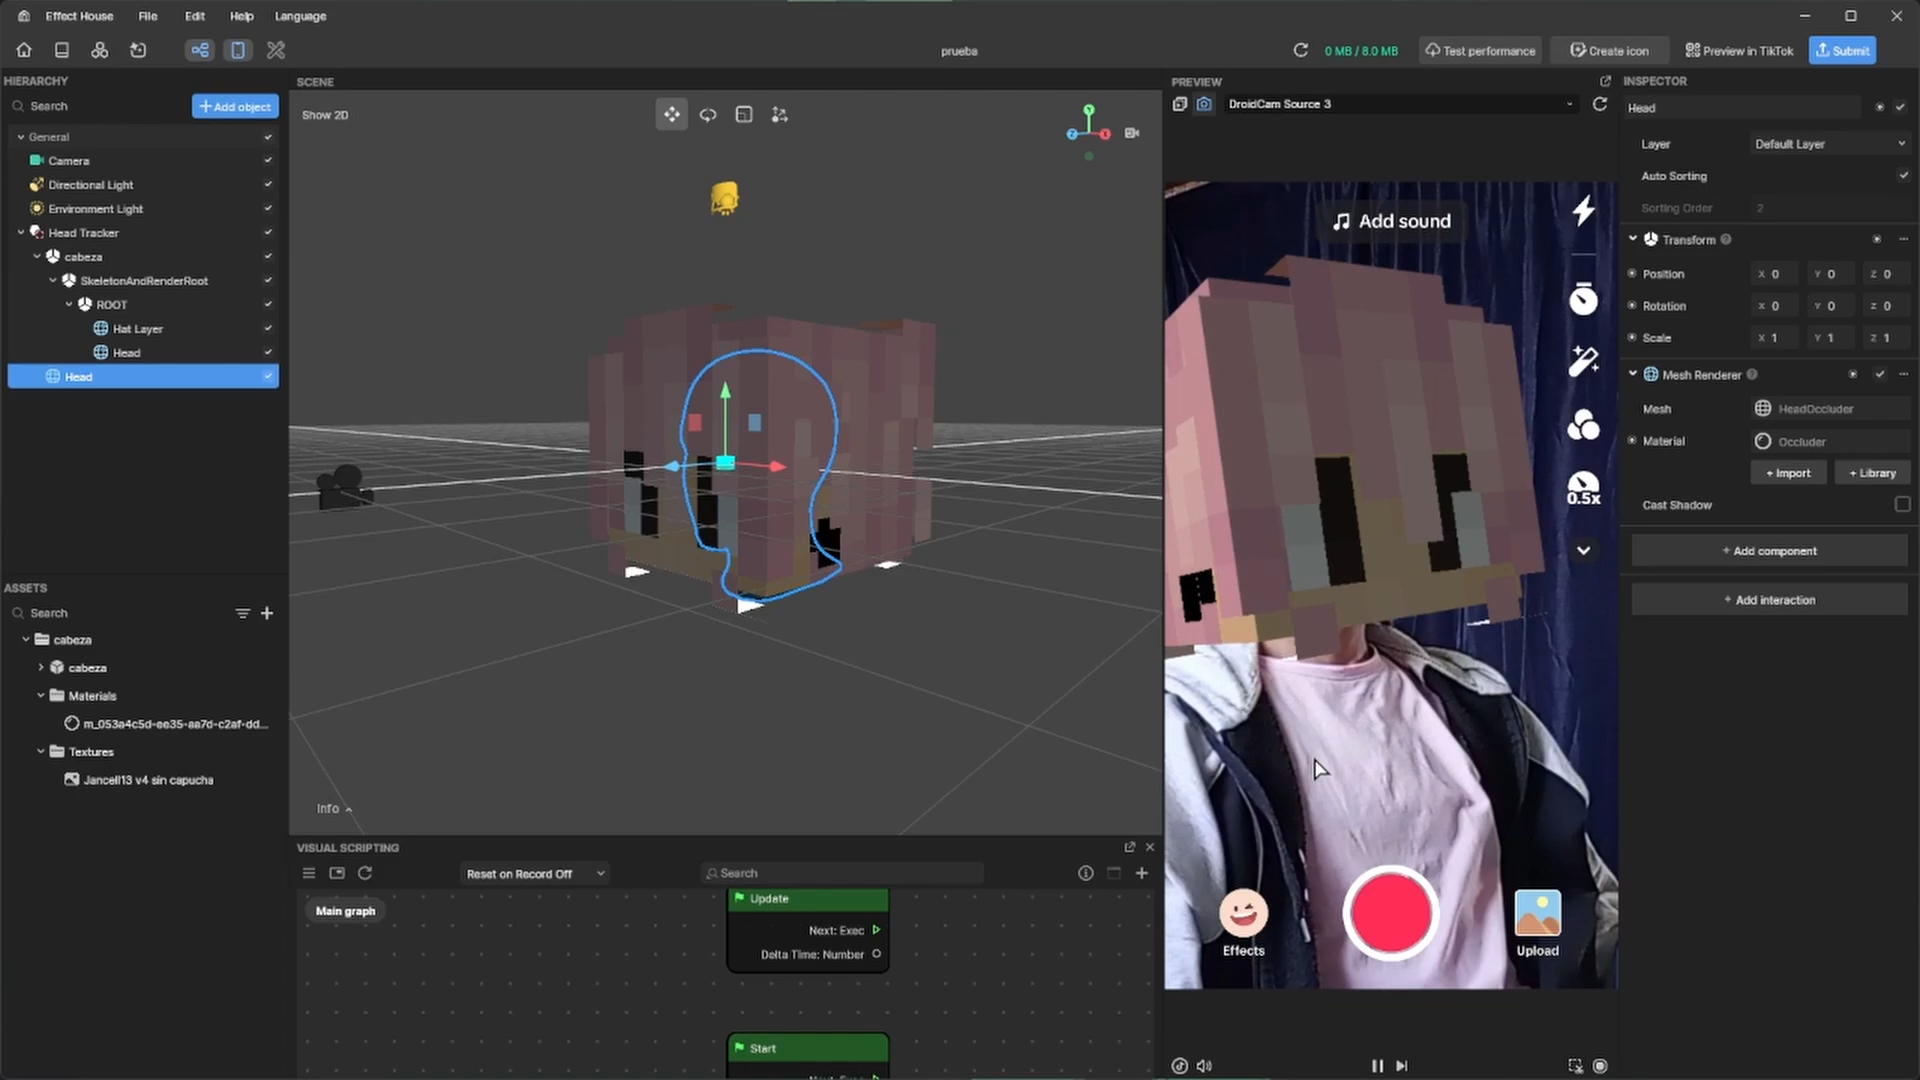 Effect House File Edit Help Language
prueba
0 MB / 8.0 MB
Test performance
Create icon
Preview in TikTok
Submit
HIERARCHY
Search
Add object
General
Camera
Directional Light
Environment Light
Head Tracker
cabeza
SkeletonAndRenderRoot
ROOT
Hat Layer
Head
Head
ASSETS
Search
cabeza
cabeza
Materials
m_053a4c5d-ee35-aa7d-c2af-dd...
Textures
Jancell13 v4 sin capucha
SCENE
Show 2D
Y
Z
X
Info
VISUAL SCRIPTING
Reset on Record Off
Search
Main graph
Update
Next: Exec
Delta Time: Number
Start
PREVIEW
DroidCam Source 3
Add sound
0.5x
Effects
Upload
INSPECTOR
Head
Layer Default Layer
Auto Sorting
Sorting Order 2
Transform
Position X 0 Y 0 Z 0
Rotation X 0 Y 0 Z 0
Scale X 1 Y 1 Z 1
Mesh Renderer
Mesh HeadOccluder
Material Occluder
+ Import + Library
Cast Shadow
+ Add component
+ Add interaction